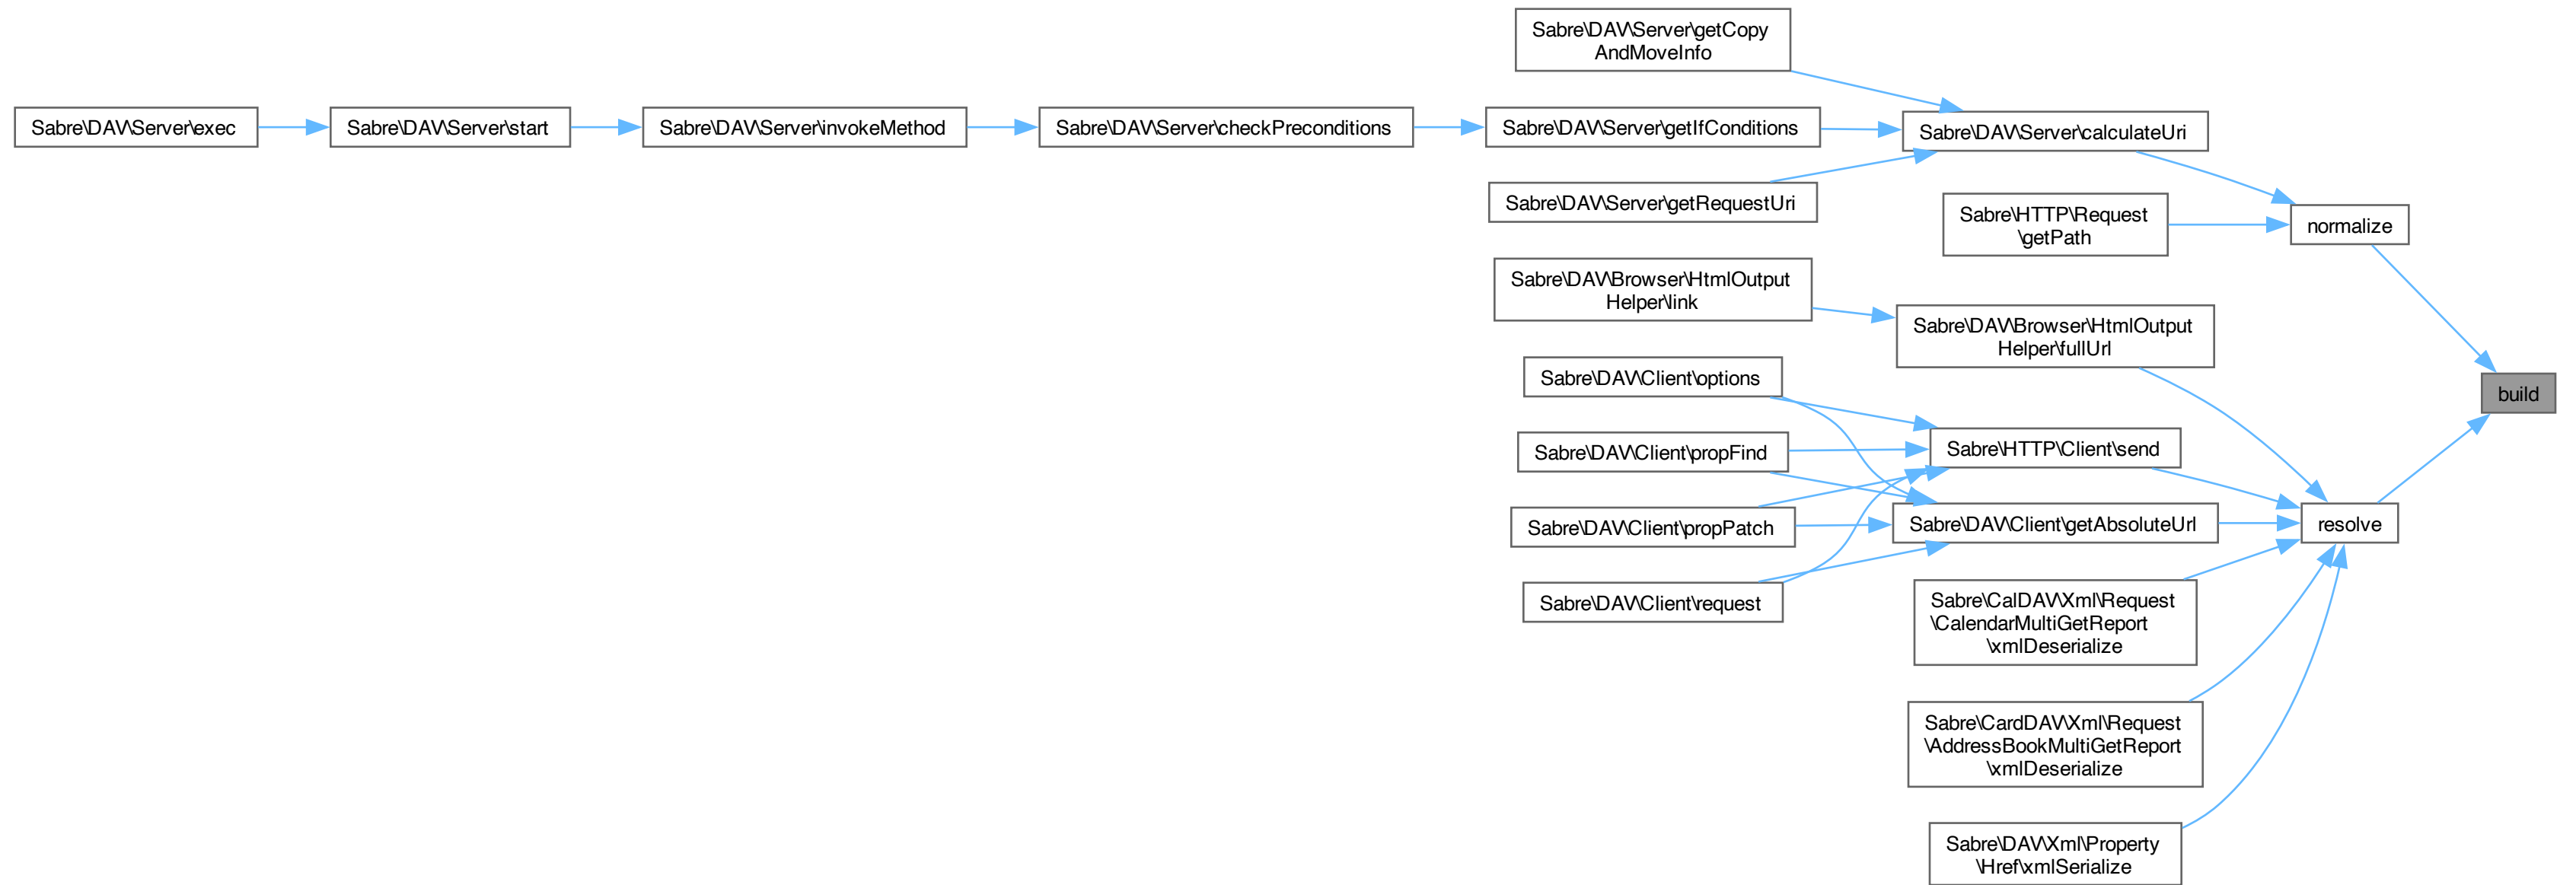 Sabre\DAV\Server\getCopy
AndMoveInfo
Sabre\DAV\Server\exec
Sabre\DAV\Server\start
Sabre\DAV\Server\invokeMethod
Sabre\DAV\Server\checkPreconditions
Sabre\DAV\Server\getIfConditions
Sabre\DAV\Server\calculateUri
Sabre\DAV\Server\getRequestUri
Sabre\HTTP\Request
\getPath
normalize
Sabre\DAV\Browser\HtmlOutput
Helper\link
Sabre\DAV\Browser\HtmlOutput
Helper\fullUrl
Sabre\DAV\Client\options
build
Sabre\DAV\Client\propFind
Sabre\HTTP\Client\send
Sabre\DAV\Client\propPatch
Sabre\DAV\Client\getAbsoluteUrl
resolve
Sabre\DAV\Client\request
Sabre\CalDAV\Xml\Request
\CalendarMultiGetReport
\xmlDeserialize
Sabre\CardDAV\Xml\Request
\AddressBookMultiGetReport
\xmlDeserialize
Sabre\DAV\Xml\Property
\Href\xmlSerialize